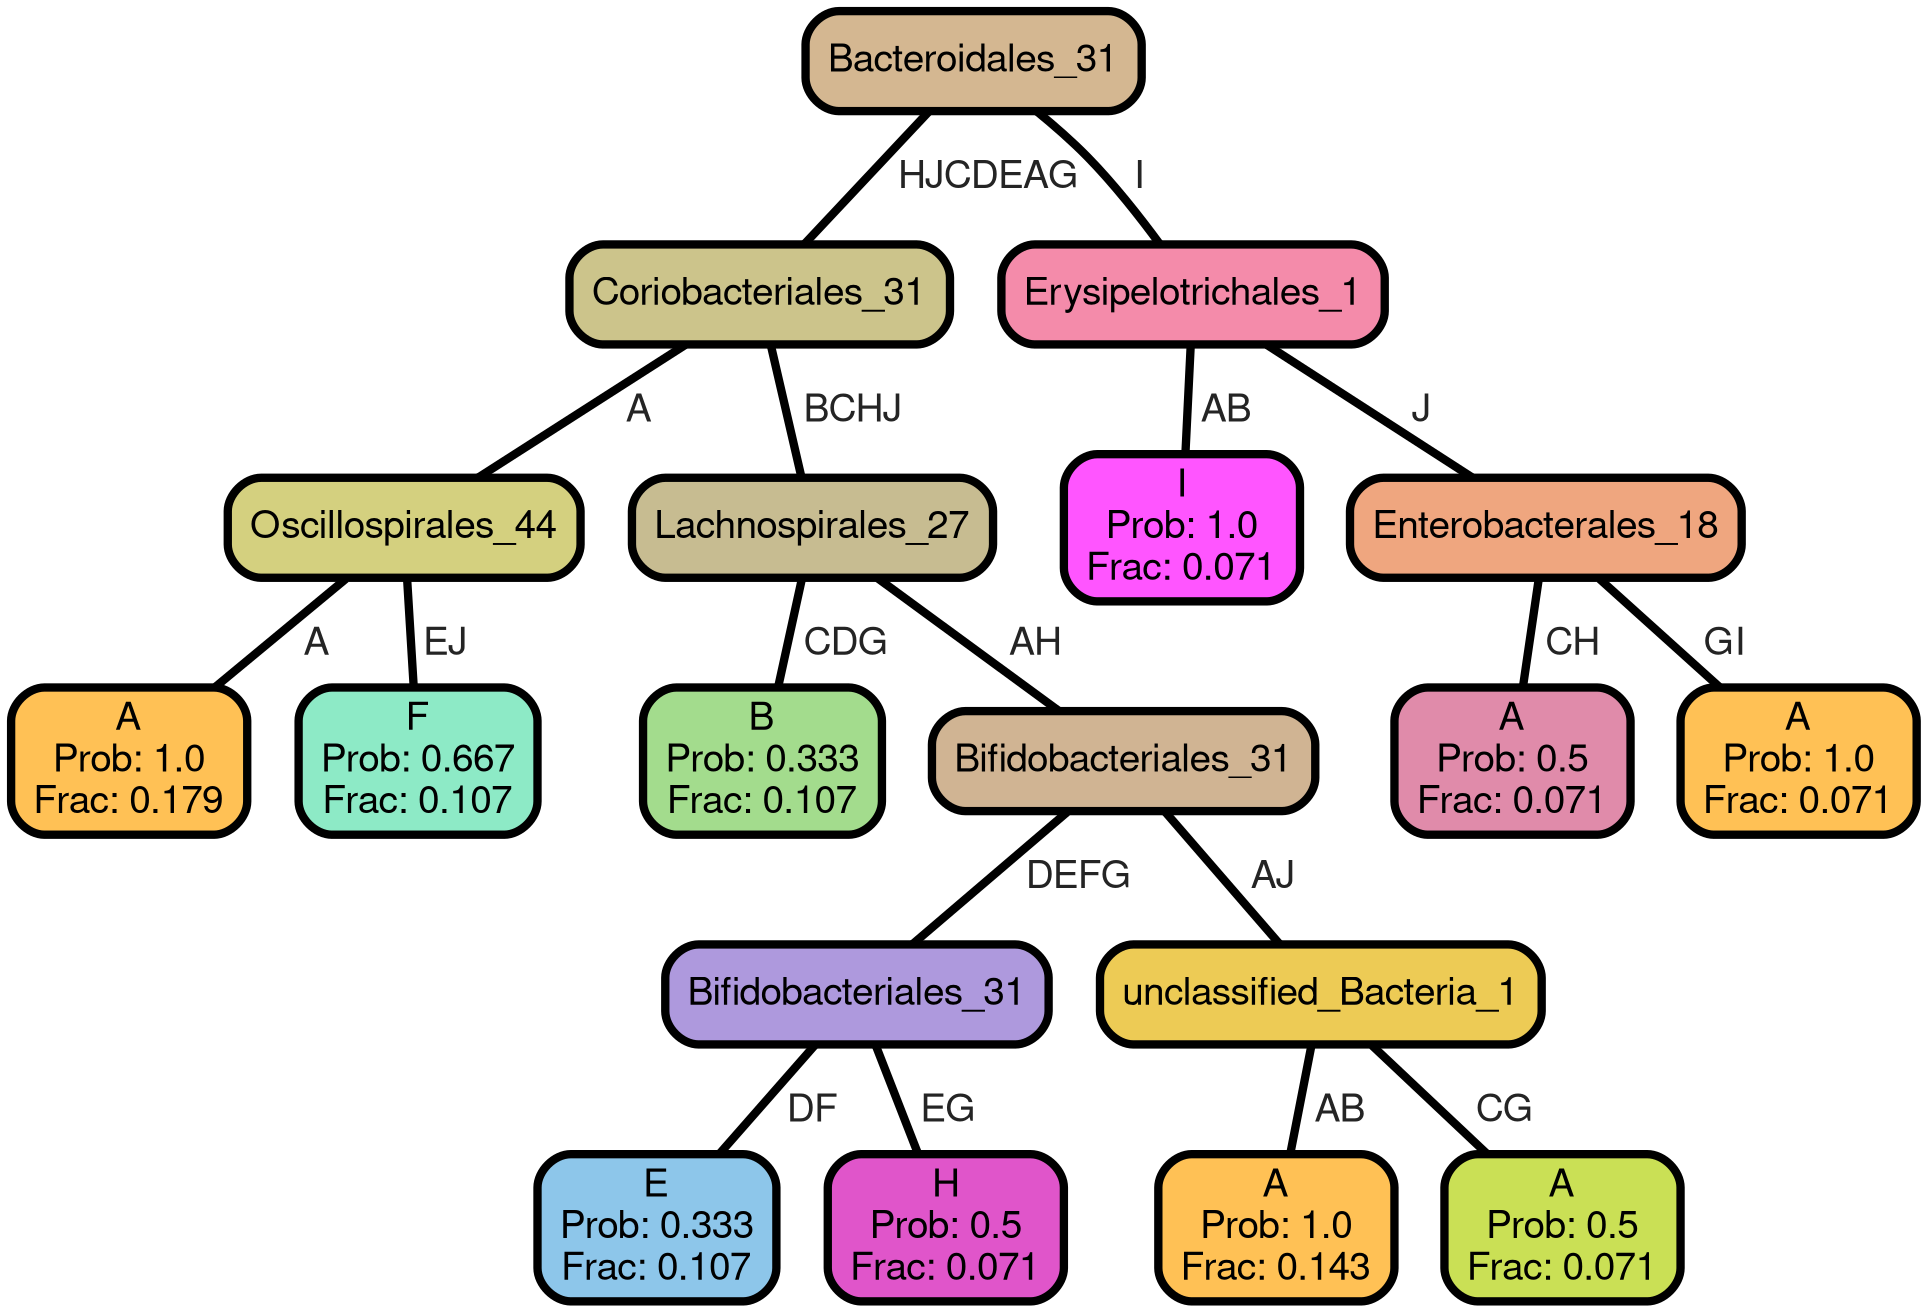 Bacteroidales_31
HJCDEAG
I
Coriobacteriales_31
Erysipelotrichales_1
A
BCHJ
AB
J
Oscillospirales_44
Lachnospirales_27
I
Prob: 1.0
Frac: 0.071
Enterobacterales_18
A
EJ
CDG
AH
CH
GI
A
Prob: 1.0
Frac: 0.179
F
Prob: 0.667
Frac: 0.107
B
Prob: 0.333
Frac: 0.107
Bifidobacteriales_31
A
Prob: 0.5
Frac: 0.071
A
Prob: 1.0
Frac: 0.071
DEFG
AJ
Bifidobacteriales_31
unclassified_Bacteria_1
DF
EG
AB
CG
E
Prob: 0.333
Frac: 0.107
H
Prob: 0.5
Frac: 0.071
A
Prob: 1.0
Frac: 0.143
A
Prob: 0.5
Frac: 0.071